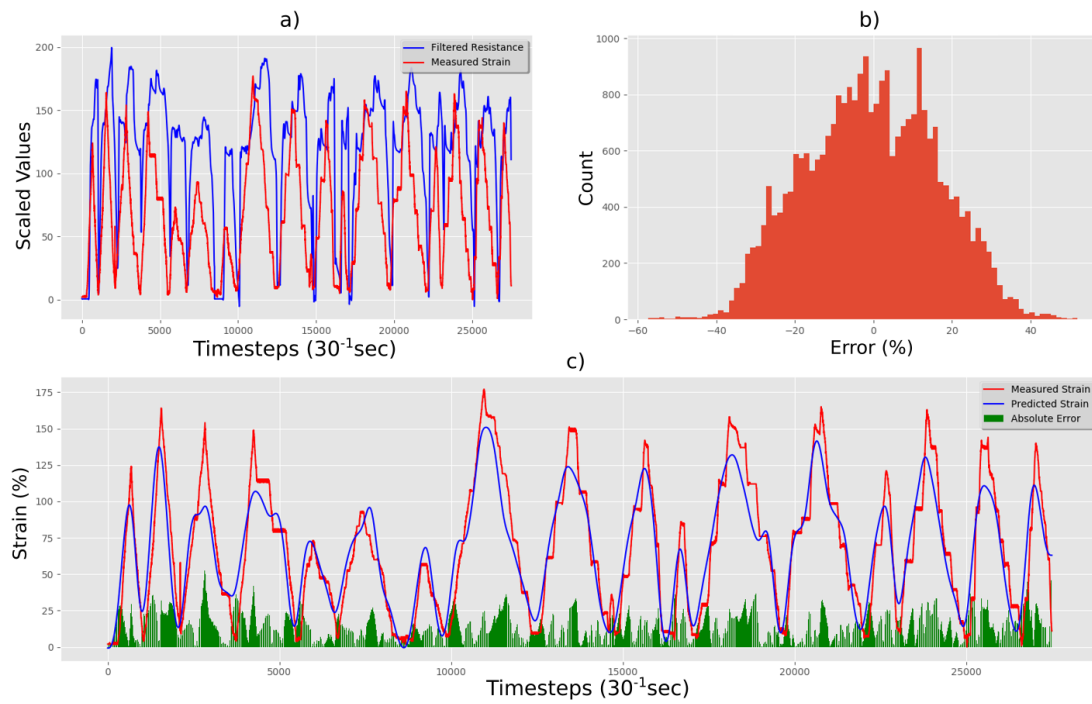 a)
200
150
100
50
0
Scaled Values
Filtered Resistance
Measured Strain
0 5000 10000 15000 20000 25000
Timesteps (30⁻¹sec)
b)
1000
800
600
400
200
0
Count
−60 −40 −20 0 20 40
Error (%)
c)
175
150
125
100
75
50
25
0
Strain (%)
Measured Strain
Predicted Strain
Absolute Error
0 5000 10000 15000 20000 25000
Timesteps (30⁻¹sec)